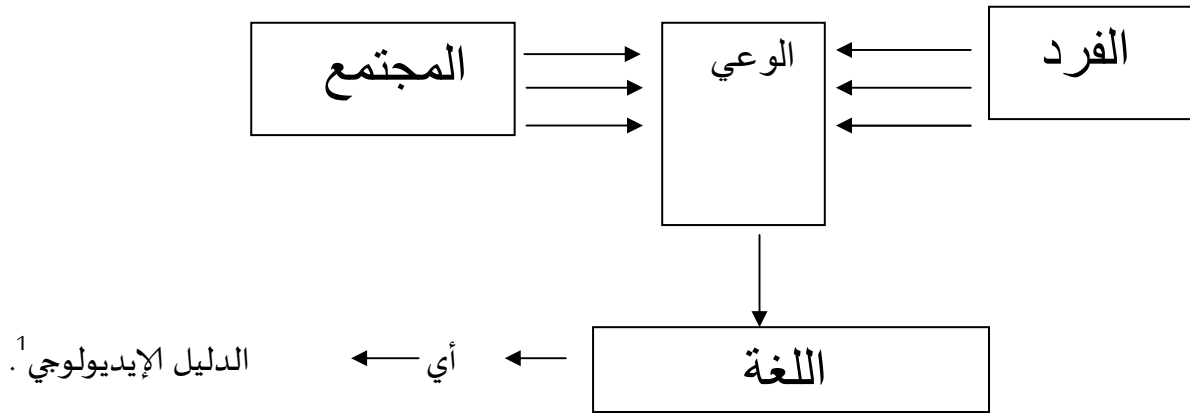 الفرد
الوعي
المجتمع
اللغة
أي
الدليل الإيديولوجي1.